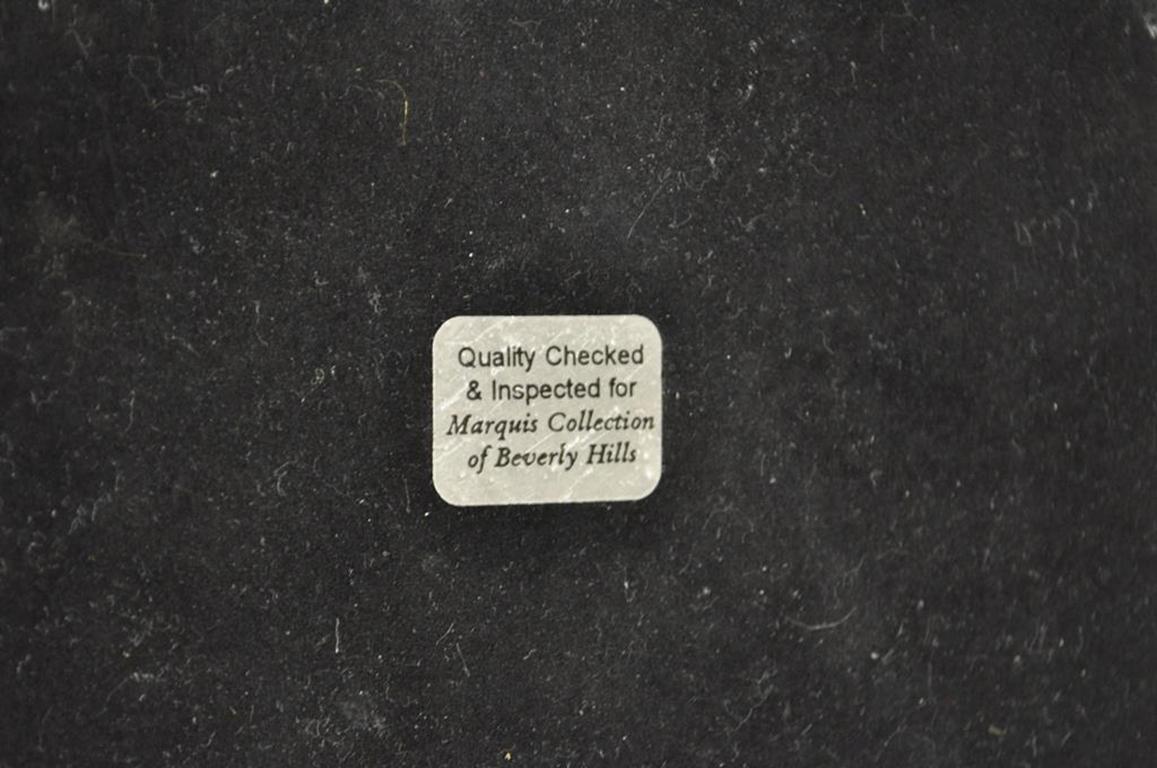 Quality Checked
& Inspected for
Marquis Collection
of Beverly Hills